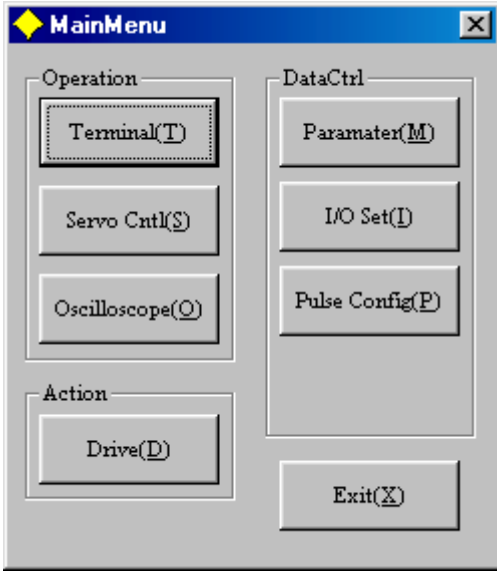 MainMenu
Operation
Terminal(T)
Servo Cntl(S)
Oscilloscope(O)
Action
Drive(D)
DataCtrl
Paramater(M)
I/O Set(I)
Pulse Config(P)
Exit(X)